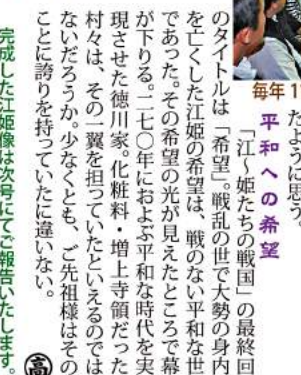 毎年 1
たように思う。
平和への希望
「江～姫たちの戦国」の最終回
のタイトルは「希望」。戦乱の世で大勢の身内
を亡くした江姫の希望は、戦のない平和な世
であった。その希望の光が見えたところで幕
が下りる。二七〇年におよぶ平和な時代を実
現させた徳川家。化粧料・増上寺領だった
村々は、その一翼を担っていたといえるのでは
ないだろうか。少なくとも、ご先祖様はその
ことに誇りを持っていたに違いない。
高
完成した江姫像は次号にてご報告いたします。